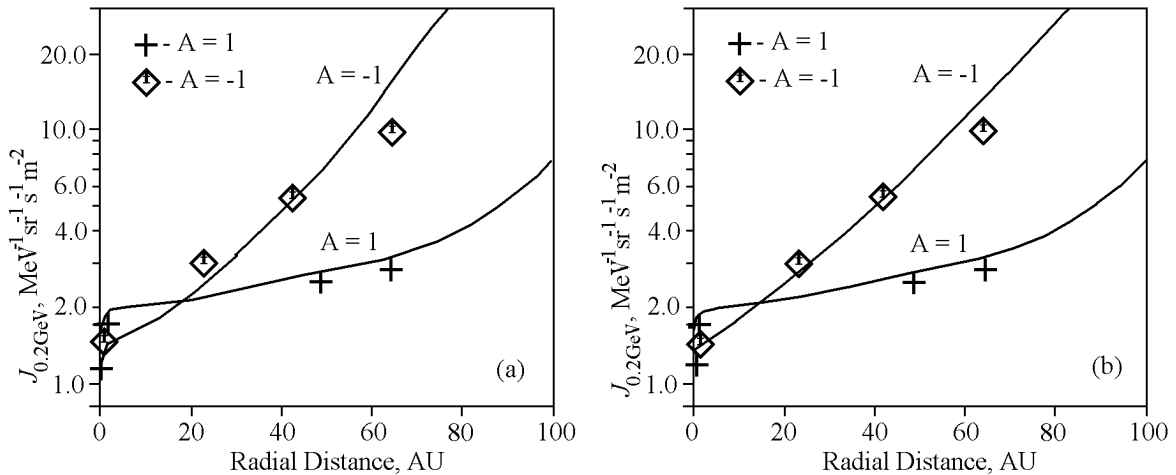 20.0
10.0
6.0
4.0
2.0
1.0
J0.2GeV, MeV-1sr-1s-1m-2
- A = 1
- A = -1
A = -1
A = 1
(a)
0 20 40 60 80 100
Radial Distance, AU
20.0
10.0
6.0
4.0
2.0
1.0
J0.2GeV, MeV-1sr-1s-1m-2
- A = 1
- A = -1
A = -1
A = 1
(b)
0 20 40 60 80 100
Radial Distance, AU